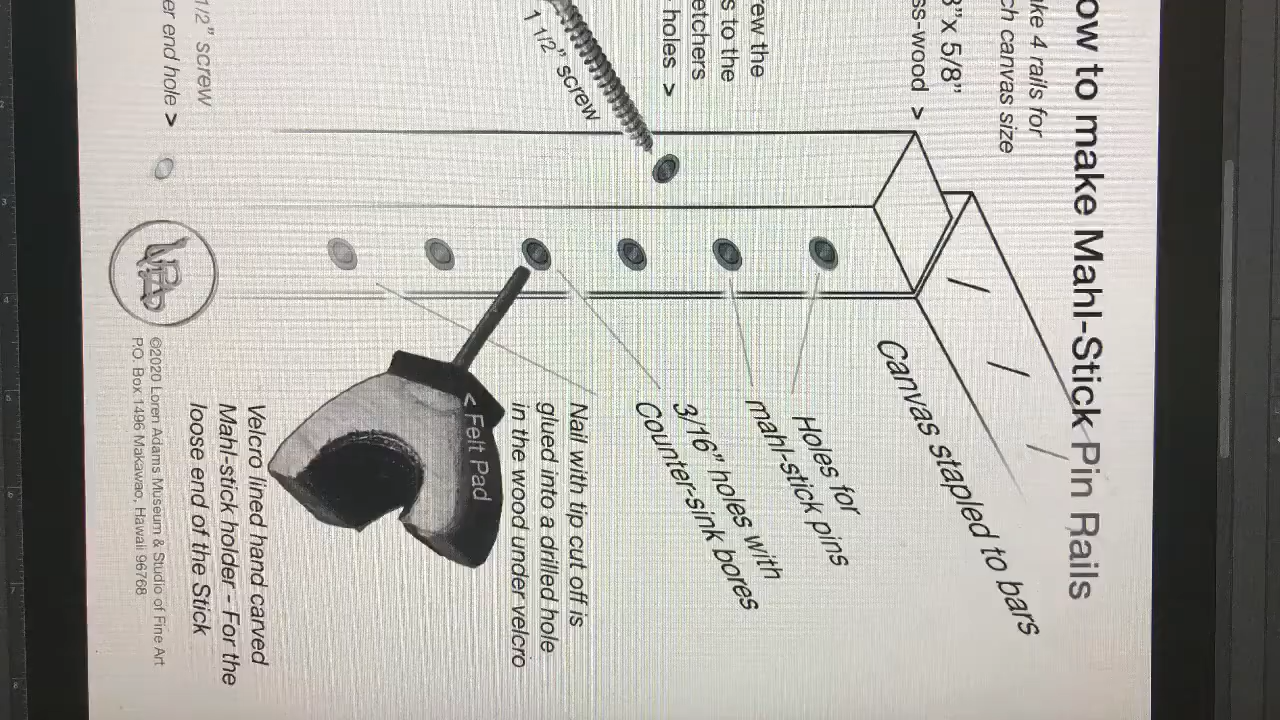 ow to make Mahl-Stick Pin Rails
ke 4 rails for
ch canvas size
8”x 5/8”
ss-wood >
rew the
s to the
etchers
holes >
1 1/2” screw
1/2” screw
er end hole >
Canvas stapled to bars
Holes for
mahl-stick pins
3/16” holes with
Counter-sink bores
Nail with tip cut off is
glued into a drilled hole
in the wood under velcro
< Felt Pad
Velcro lined hand carved
Mahl-stick holder - For the
loose end of the Stick
©2020 Loren Adams Museum & Studio of Fine Art
P.O. Box 1496 Makawao, Hawaii 96768